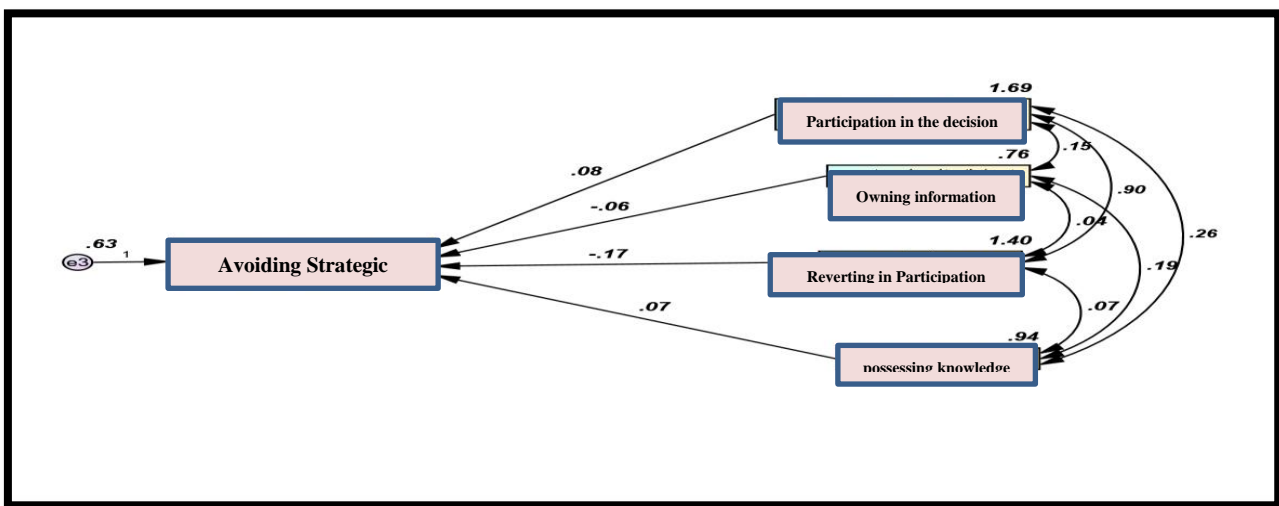 1.69
Participation in the decision
.15
.76
.08
.90
Owning information
-.06
.04
.26
.63
1
1.40
e3
Avoiding Strategic
-.17
.19
Reverting in Participation
.07
.07
.94
possessing knowledge